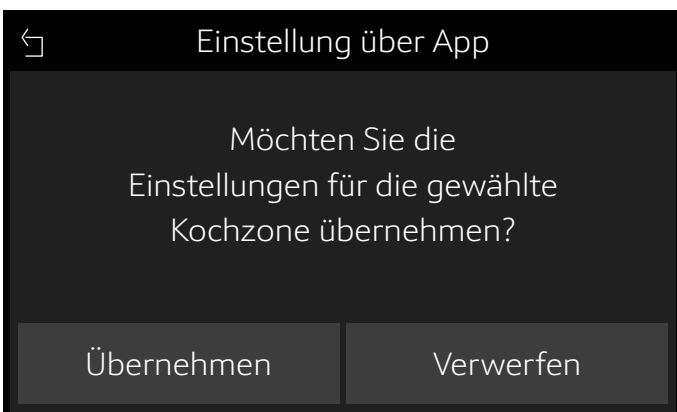 Einstellung über App
Möchten Sie die
Einstellungen für die gewählte
Kochzone übernehmen?
Übernehmen
Verwerfen